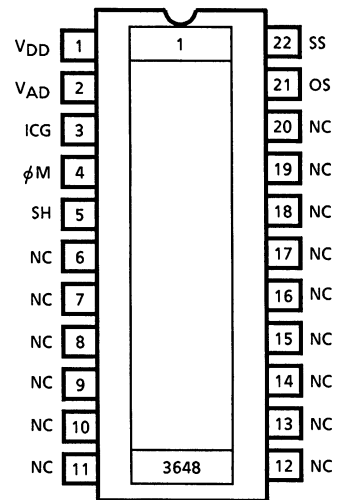 VDD 1 1 22 SS
VAD 2 21 OS
ICG 3 20 NC
ϕM 4 19 NC
SH 5 18 NC
NC 6 17 NC
NC 7 16 NC
NC 8 15 NC
NC 9 14 NC
NC 10 13 NC
NC 11 3648 12 NC